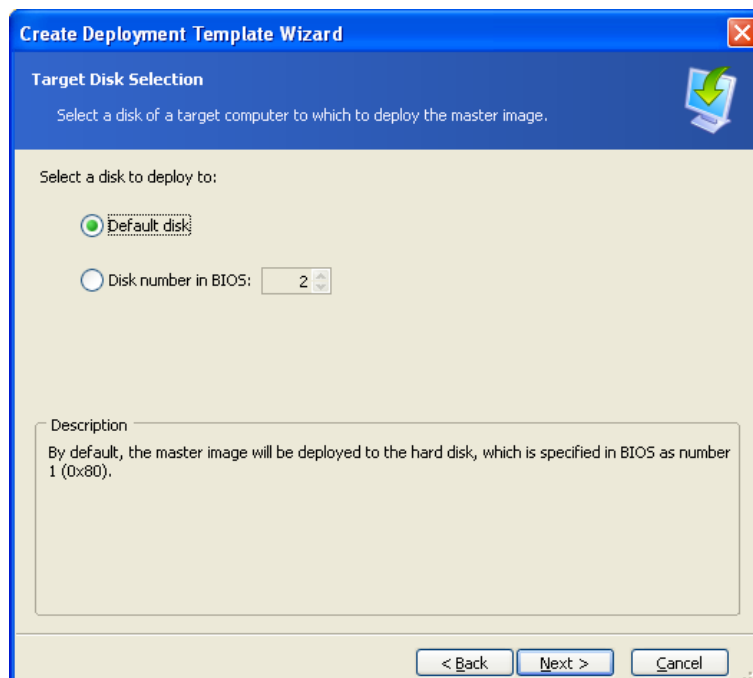 Create Deployment Template Wizard
Target Disk Selection
Select a disk of a target computer to which to deploy the master image.
Select a disk to deploy to:
Default disk
Disk number in BIOS: 2
Description
By default, the master image will be deployed to the hard disk, which is specified in BIOS as number
1 (0x80).
< Back Next > Cancel